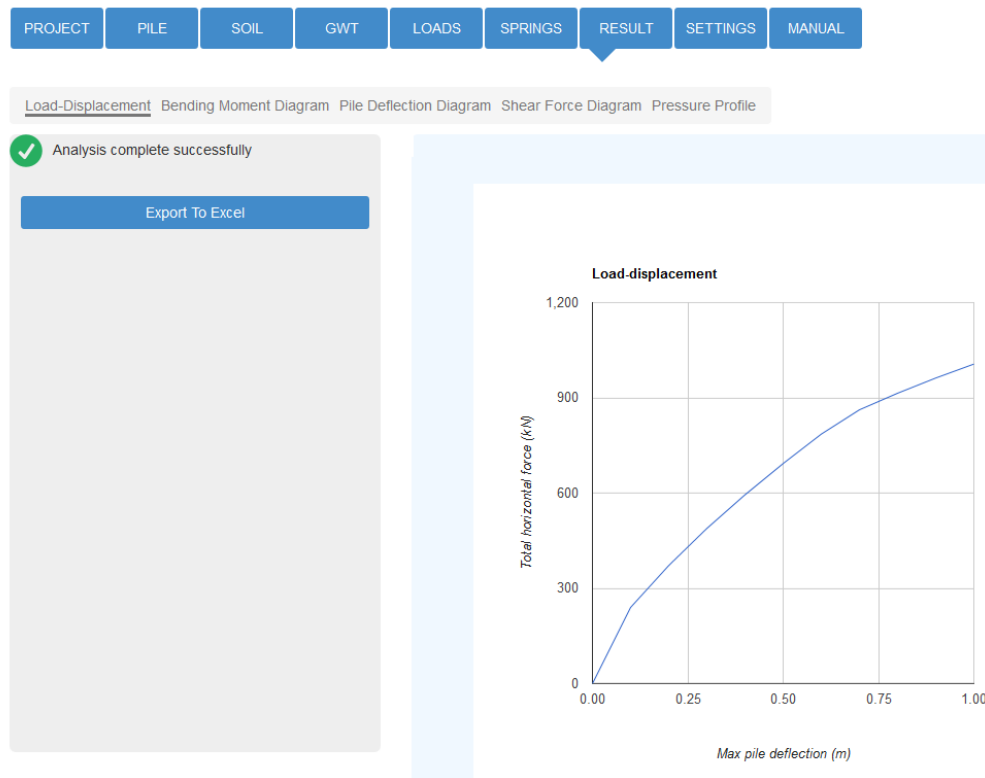 PROJECT PILE SOIL GWT LOADS SPRINGS RESULT SETTINGS MANUAL
Load-Displacement Bending Moment Diagram Pile Deflection Diagram Shear Force Diagram Pressure Profile
Analysis complete successfully
Export To Excel
Load-displacement
1,200
900
600
300
0
Total horizontal force (kN)
0.00 0.25 0.50 0.75 1.00
Max pile deflection (m)